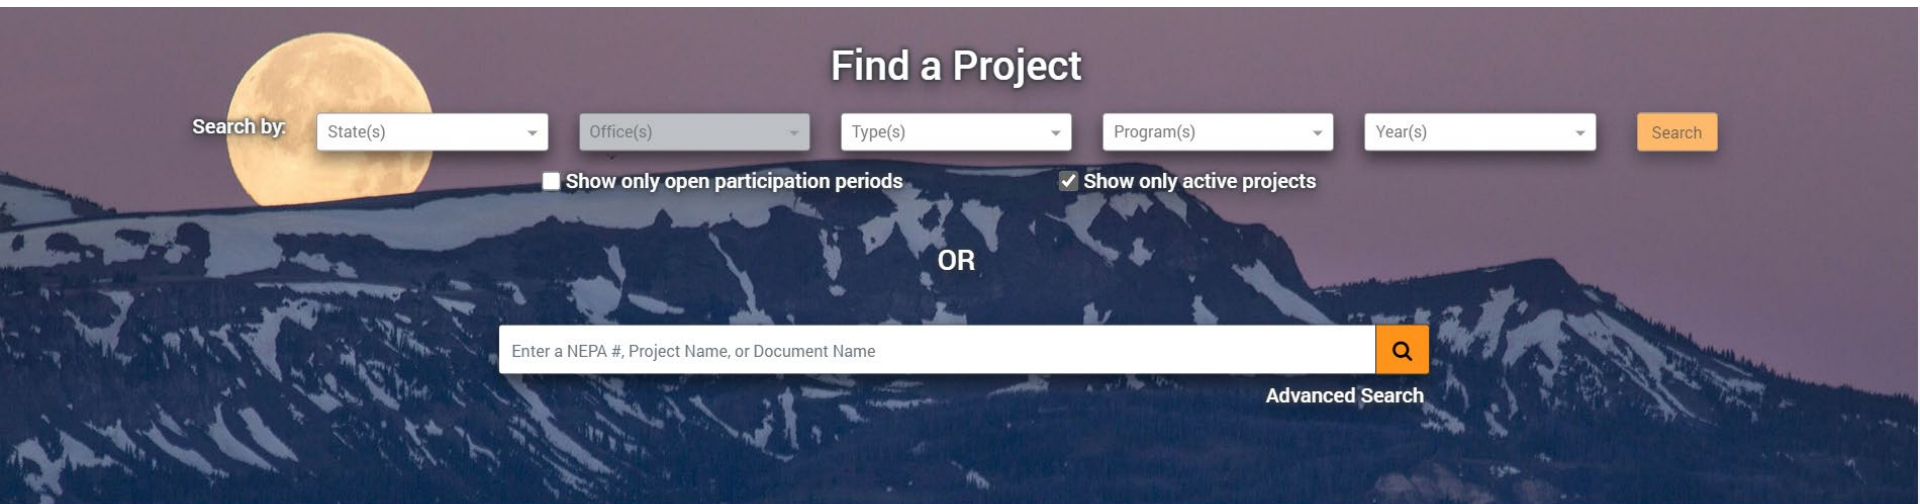 Find a Project
Search by: State(s) Office(s) Type(s) Program(s) Year(s) Search
Show only open participation periods Show only active projects
OR
Enter a NEPA #, Project Name, or Document Name
Advanced Search